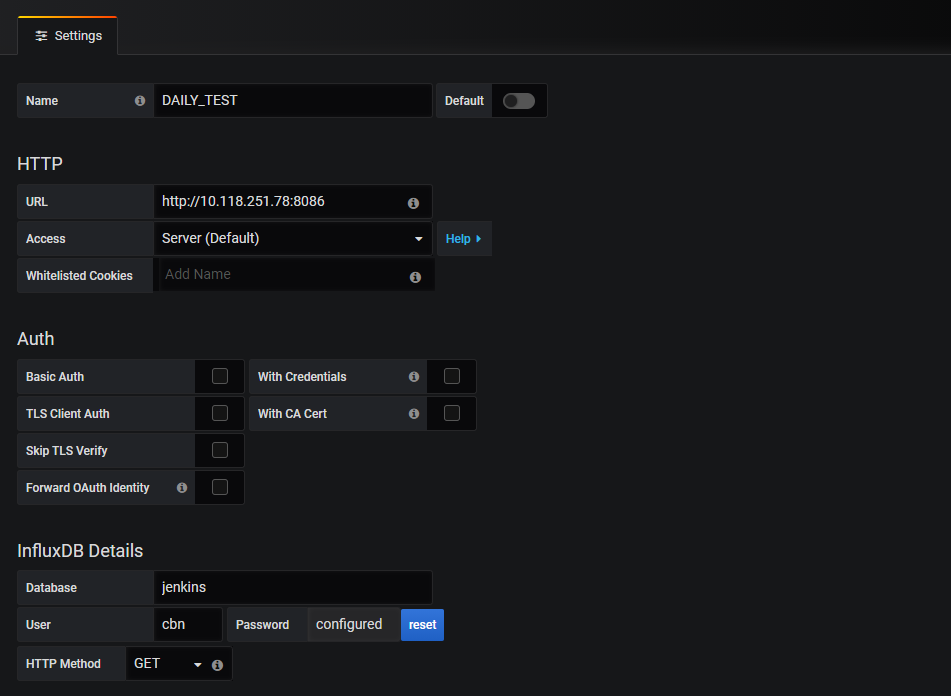 Settings
Name DAILY_TEST Default
HTTP
URL http://10.118.251.78:8086
Access Server (Default) Help
Whitelisted Cookies Add Name
Auth
Basic Auth With Credentials
TLS Client Auth With CA Cert
Skip TLS Verify
Forward OAuth Identity
InfluxDB Details
Database jenkins
User cbn Password configured reset
HTTP Method GET